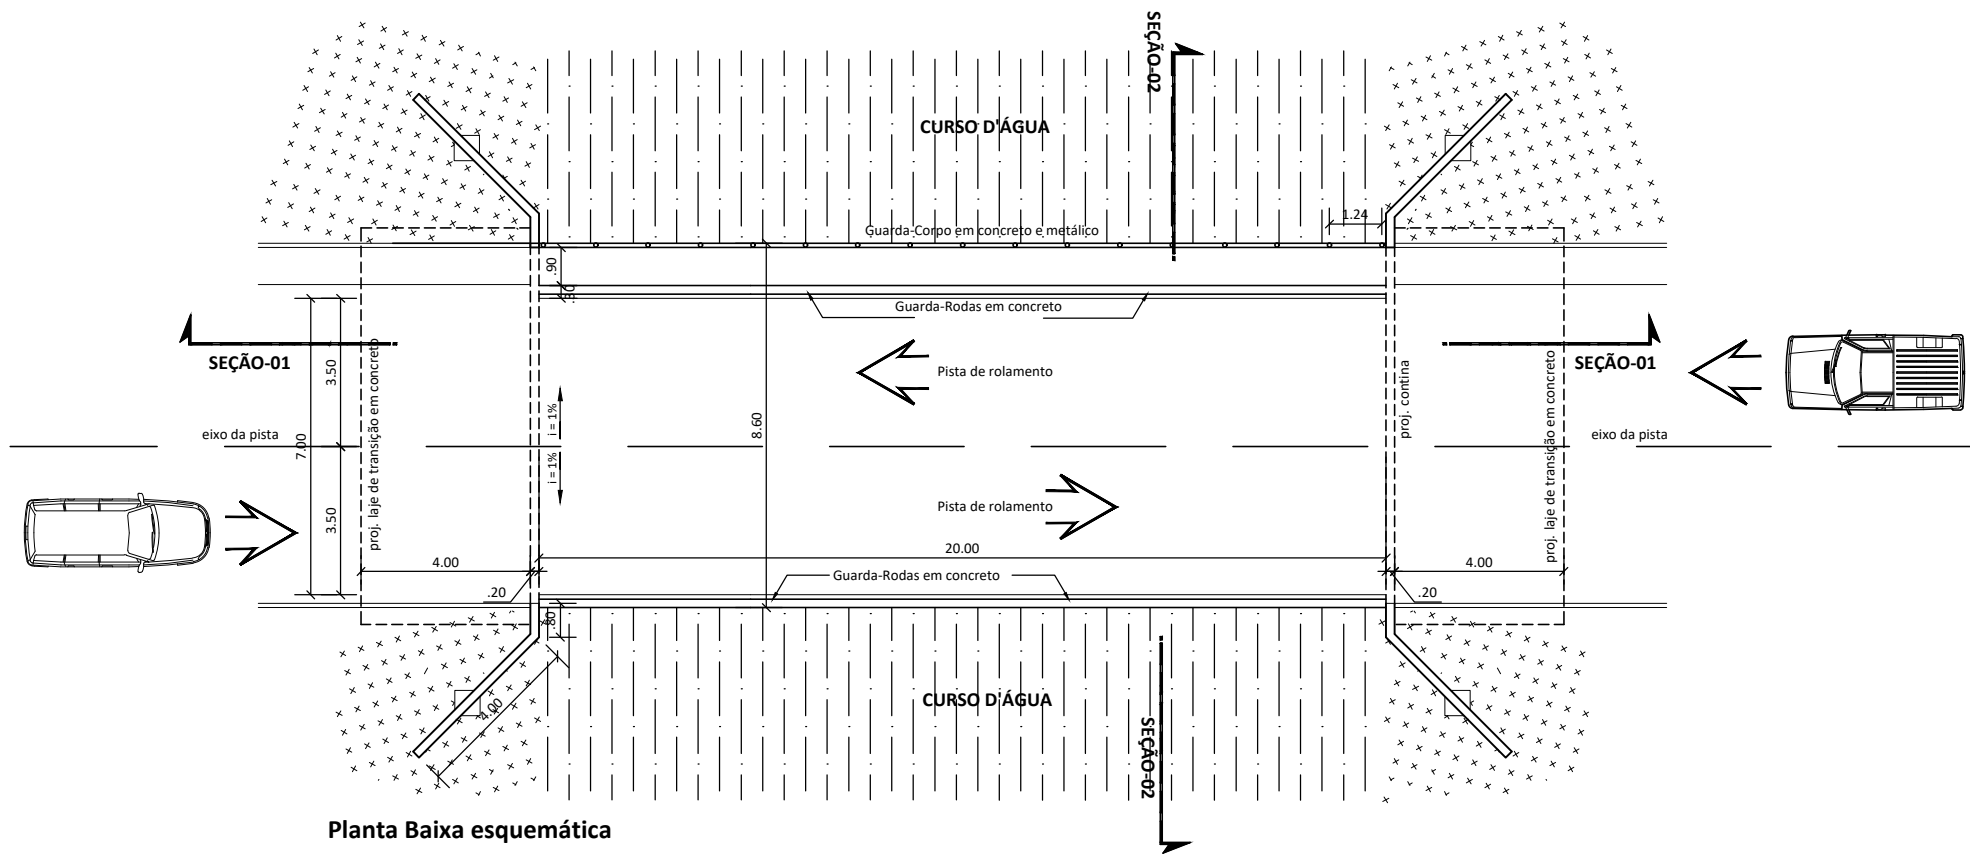 SEÇÃO-02
CURSO D'ÁGUA
1.24
Guarda-Corpo em concreto e metálico
.90
.30
Guarda-Rodas em concreto
SEÇÃO-01
3.50
proj. laje de transição em concreto
Pista de rolamento
proj. contina
proj. laje de transição em concreto
SEÇÃO-01
i = 1%
8.60
eixo da pista
7.00
eixo da pista
i = 1%
3.50
Pista de rolamento
20.00
4.00
4.00
Guarda-Rodas em concreto
.20
.20
.80
4.00
CURSO D'ÁGUA
SEÇÃO-02
Planta Baixa esquemática